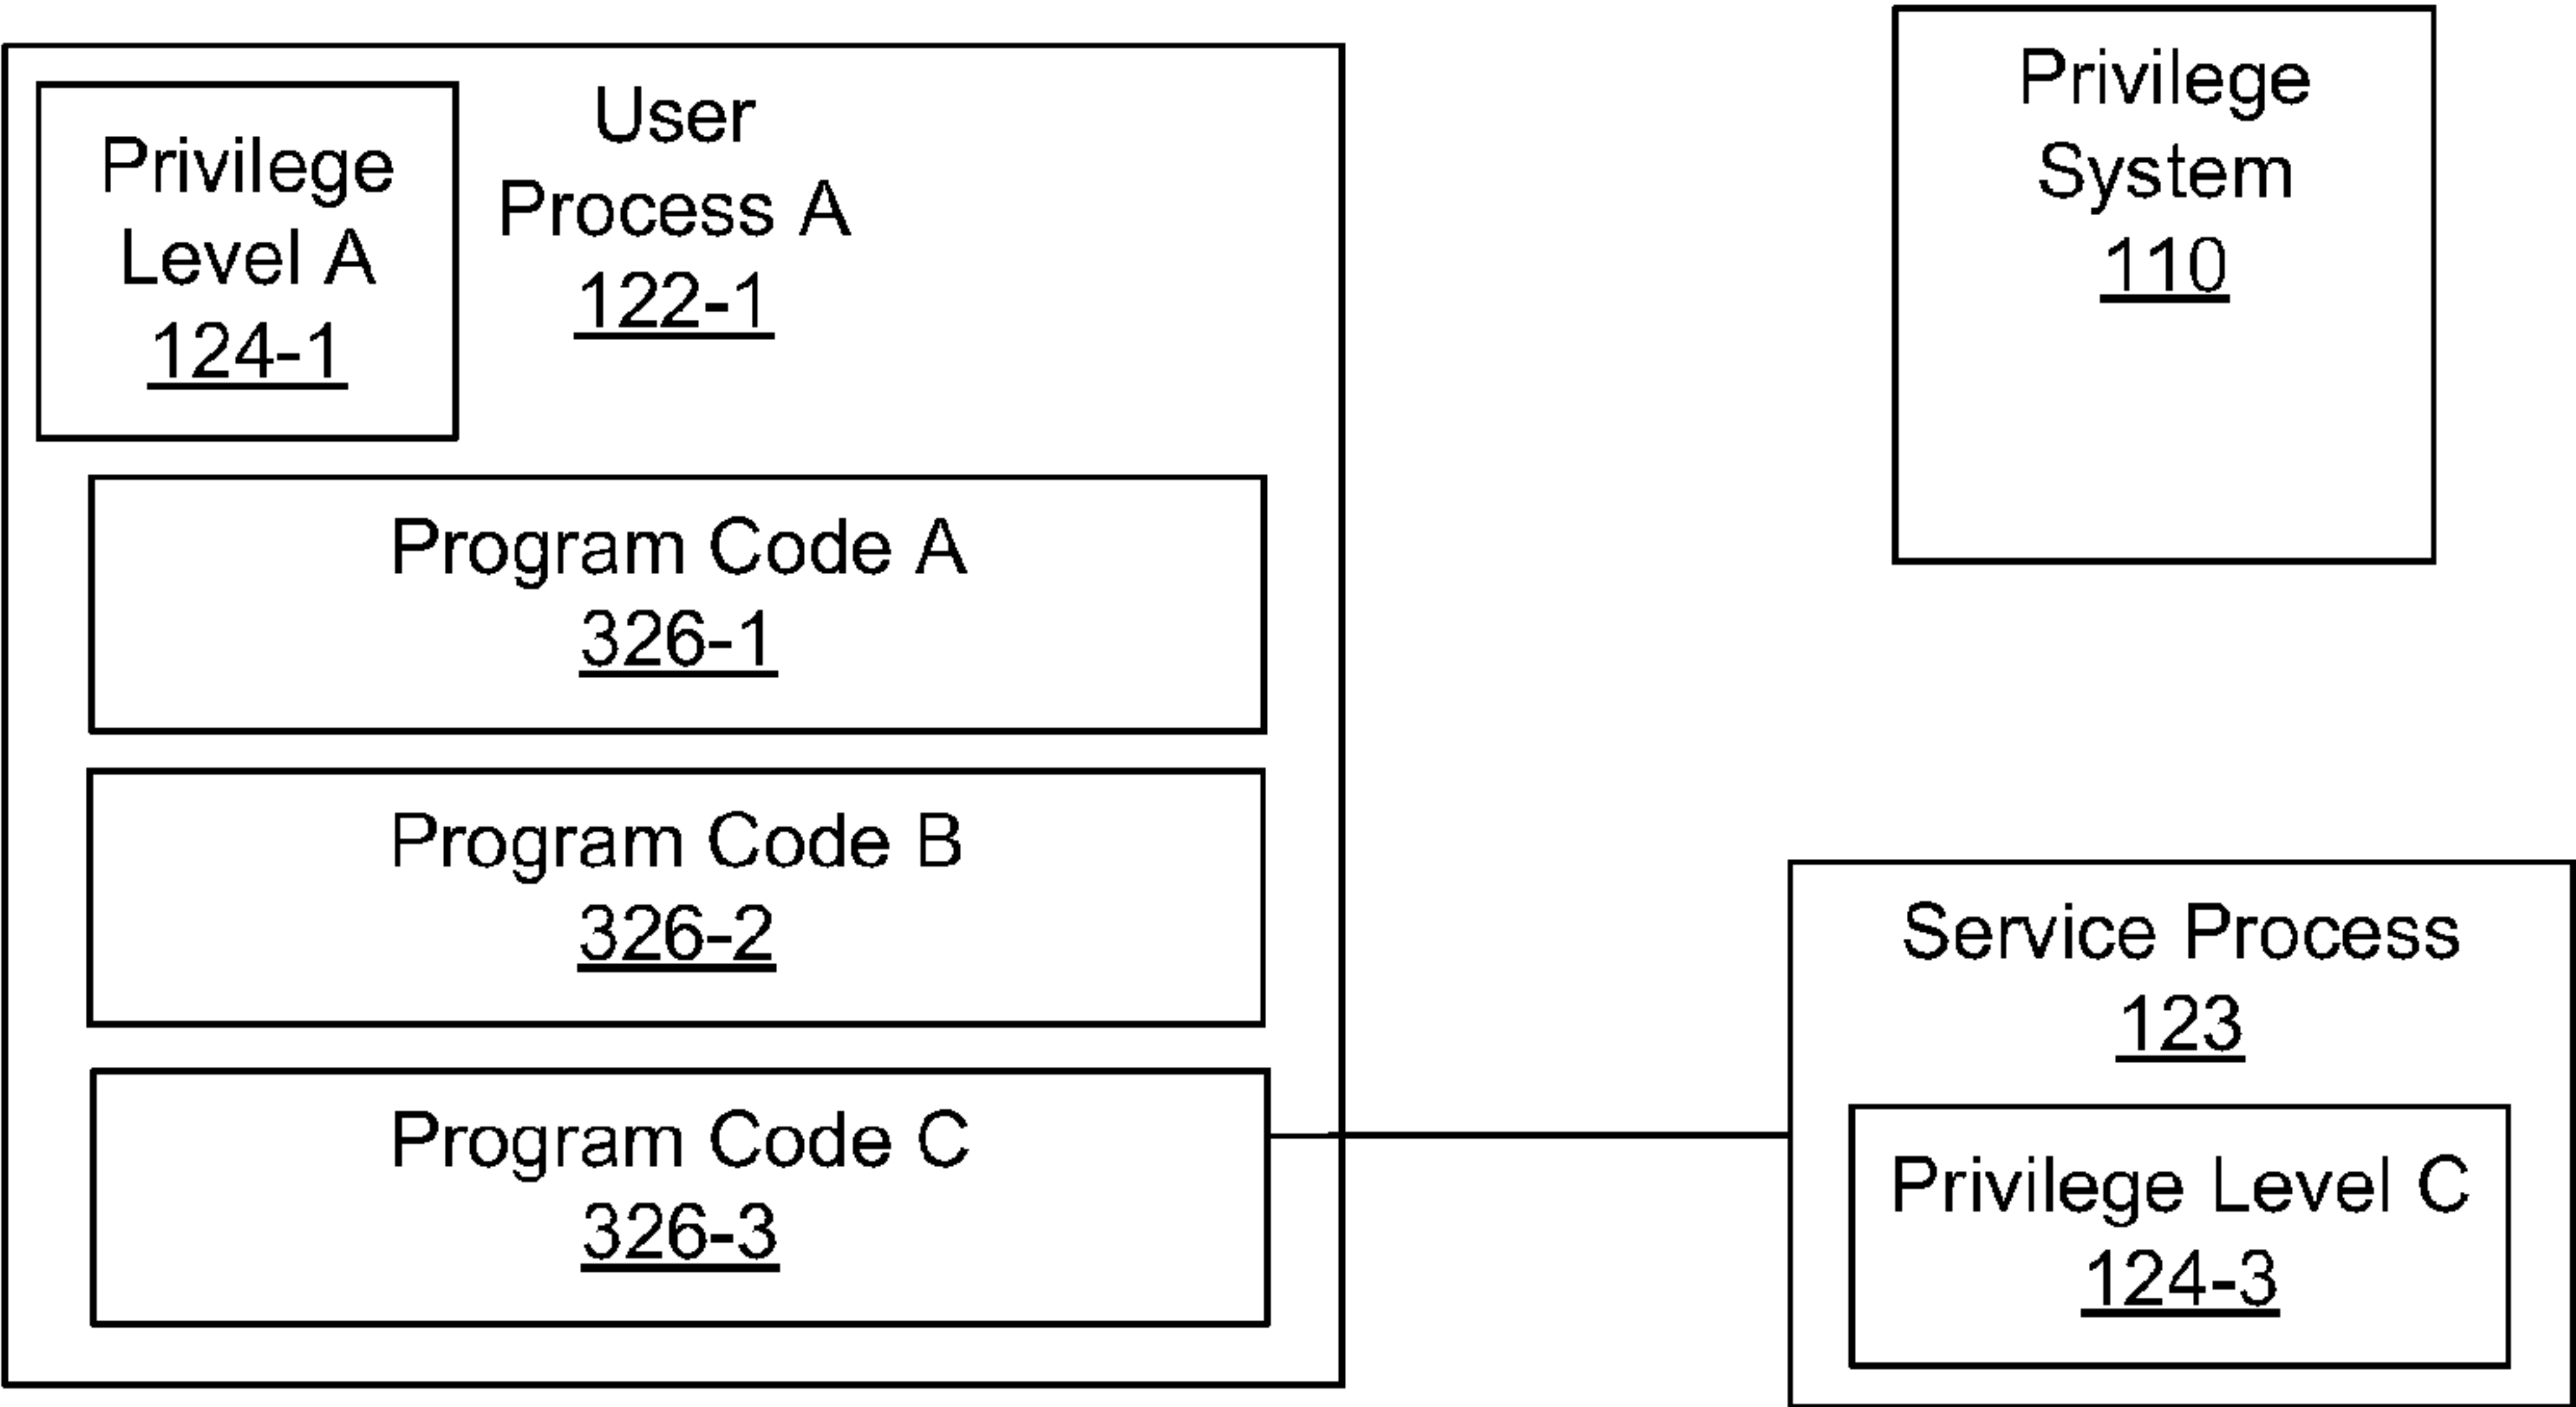 Privilege
Level A
124-1
User
Process A
122-1
Program Code A
326-1
Program Code B
326-2
Program Code C
326-3
Privilege
System
110
Service Process
123
Privilege Level C
124-3